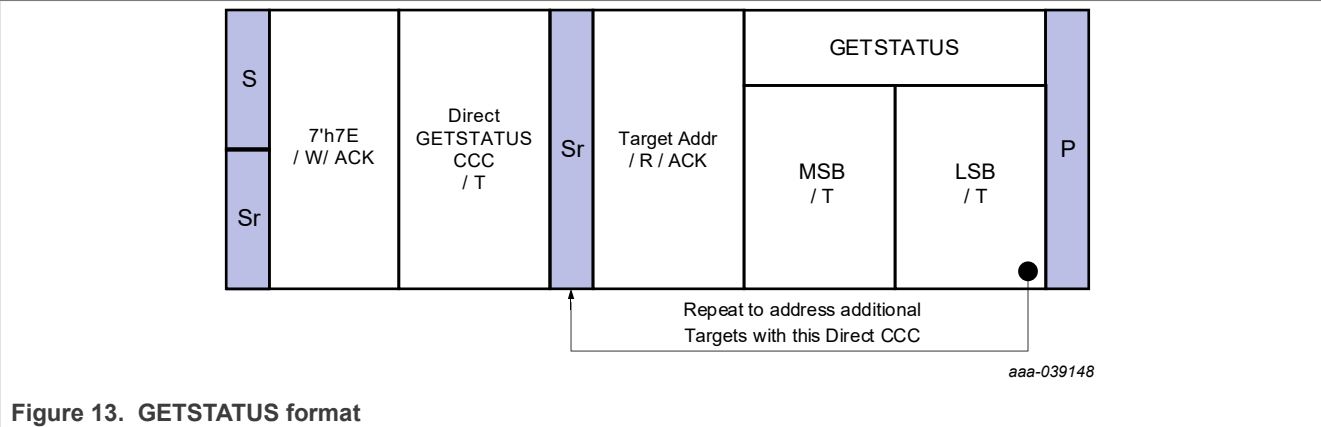 S
Sr
7'h7E
/ W/ ACK
Direct
GETSTATUS
CCC
/ T
Sr
Target Addr
/ R / ACK
GETSTATUS
MSB
/ T
LSB
/ T
P
Repeat to address additional
Targets with this Direct CCC
aaa-039148
Figure 13. GETSTATUS format